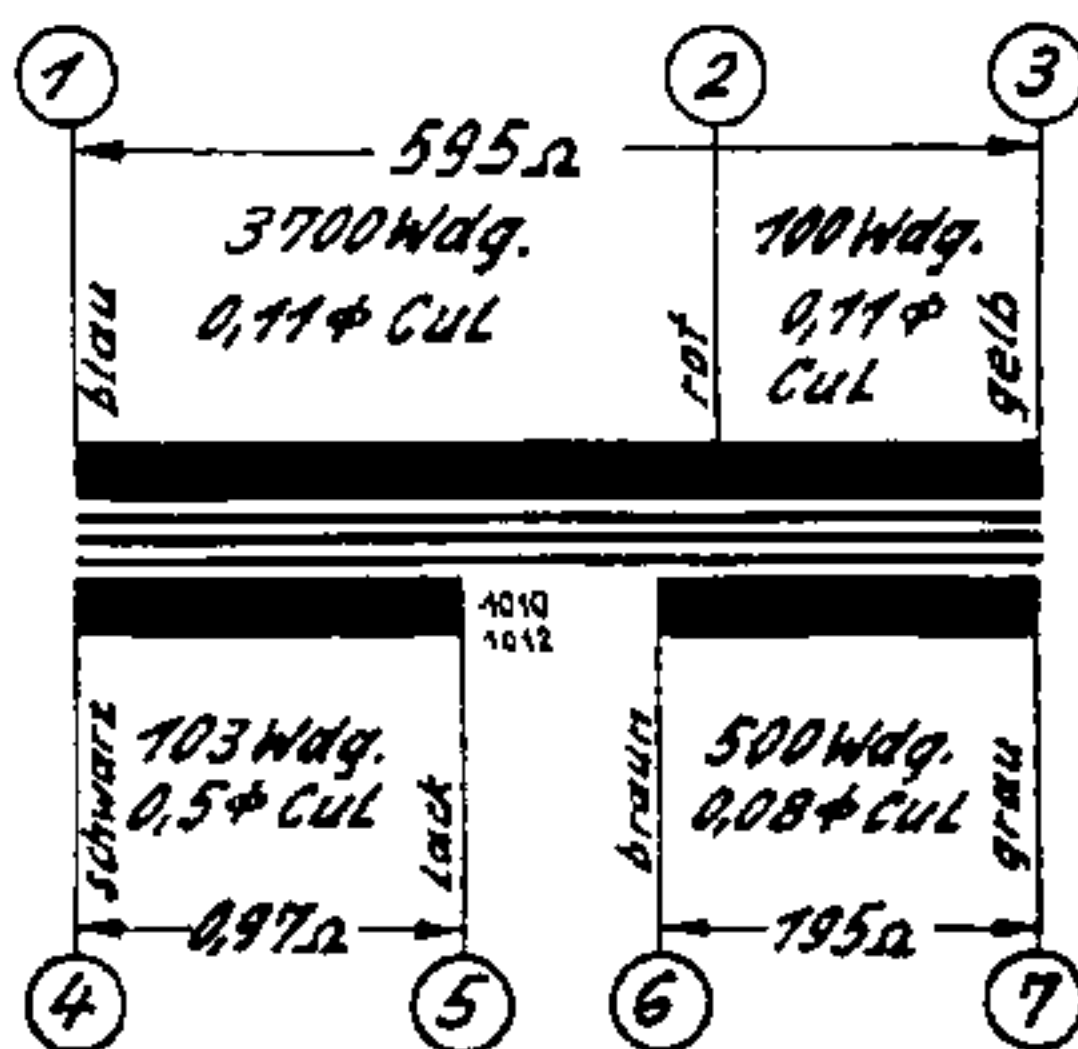 1 2 3
595Ω
3700 Wdg.
0,11 ϕ CuL
100 Wdg.
0,11 ϕ
CuL
blau
rot
gelb
1010
1012
103 Wdg.
0,5 ϕ CuL
500 Wdg.
0,08 ϕ CuL
schwarz
Lack
braun
grau
0,97Ω
195Ω
4 5 6 7